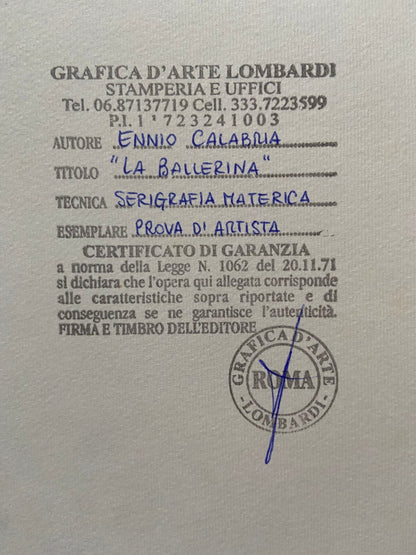 GRAFICA D'ARTE LOMBARDI
STAMPERIA E UFFICI
Tel. 06.87137719 Cell. 333.7223599
P.I. 1'723241003
AUTORE ENNIO CALABRIA
TITOLO "LA BALLERINA"
TECNICA SERIGRAFIA MATERICA
ESEMPLARE PROVA D'ARTISTA
CERTIFICATO DI GARANZIA
a norma della Legge N. 1062 del 20.11.71
si dichiara che l'opera qui allegata corrisponde
alle caratteristiche sopra riportate e di
conseguenza se ne garantisce l'autenticità.
FIRMA E TIMBRO DELL'EDITORE
GRAFICA D'ARTE
ROMA
-LOMBARDI-